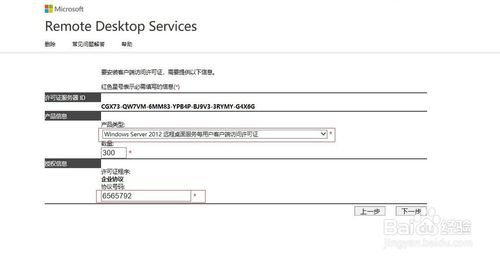 Microsoft
Remote Desktop Services
删除 常见问题解答 帮助
要安装客户端访问许可证，需要提供以下信息。
红色星号表示必需填写的信息(*)
许可证服务器 ID
CGX73-QW7VM-6MM83-YPB4P-BJ9V3-3RYMY-G4X6G
产品信息
产品类型:
Windows Server 2012 远程桌面服务每用户客户端访问许可证 *
数量:
300 *
授权信息
许可证程序:
企业协议
协议号码:
6565792 *
上一步 下一步
Baidu 经验
jingyan.baidu.com